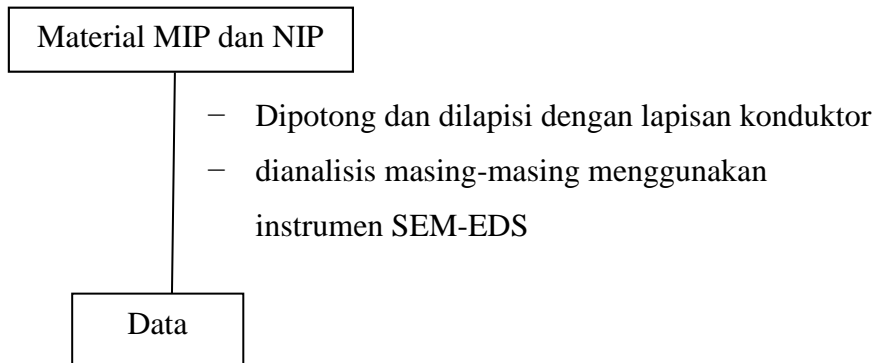 Material MIP dan NIP
– Dipotong dan dilapisi dengan lapisan konduktor
– dianalisis masing-masing menggunakan
instrumen SEM-EDS
Data